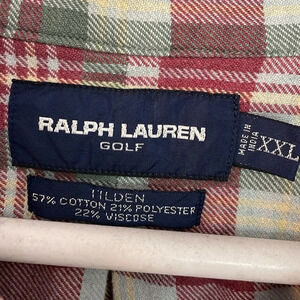 RALPH LAUREN
GOLF
MADE IN
INDIA
XXL
TILDEN
57% COTTON 21% POLYESTER
22% VISCOSE